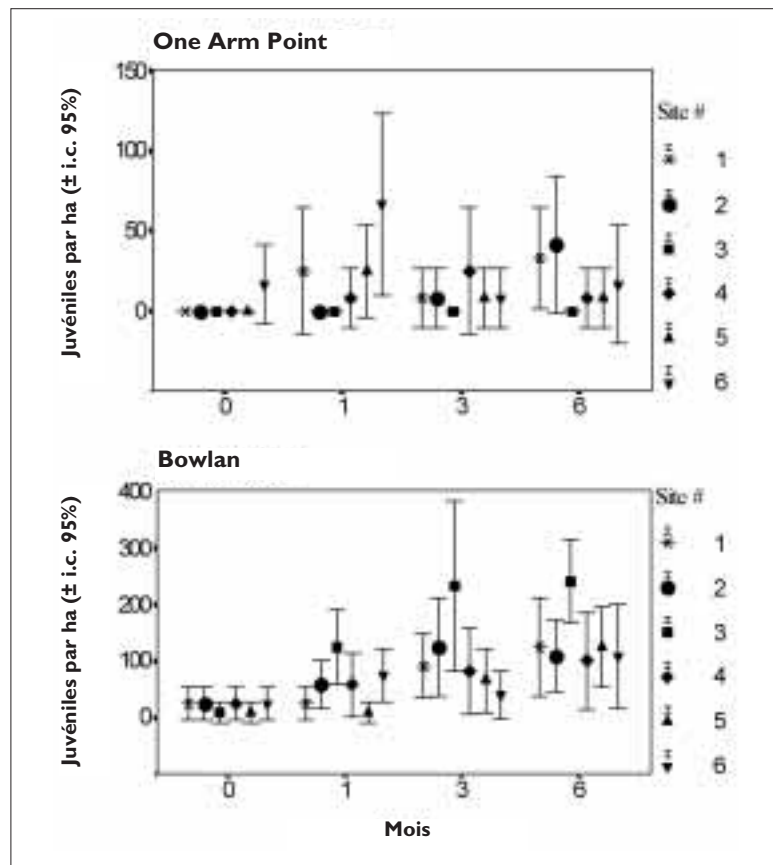 One Arm Point
Juvéniles par ha (± i.c. 95%)
150
100
50
0
0 1 3 6
Site #
1
2
3
4
5
6
Bowlan
Juvéniles par ha (± i.c. 95%)
400
300
200
100
0
0 1 3 6
Mois
Site #
1
2
3
4
5
6